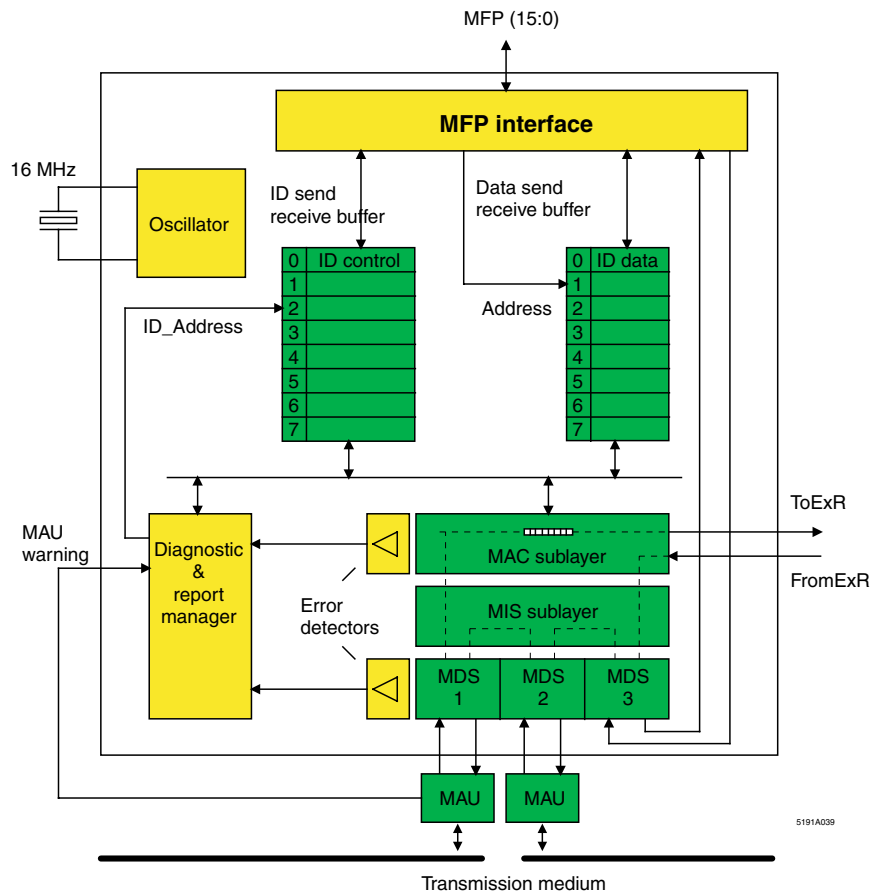 MFP (15:0)
MFP interface
16 MHz
Oscillator
ID send
receive buffer
Data send
receive buffer
0 ID control
1
2
3
4
5
6
7
0 ID data
1
2
3
4
5
6
7
ID_Address
Address
MAU
warning
Diagnostic
&
report
manager
Error
detectors
MAC sublayer
MIS sublayer
ToExR
FromExR
MDS
1
MDS
2
MDS
3
MAU
MAU
5191A039
Transmission medium